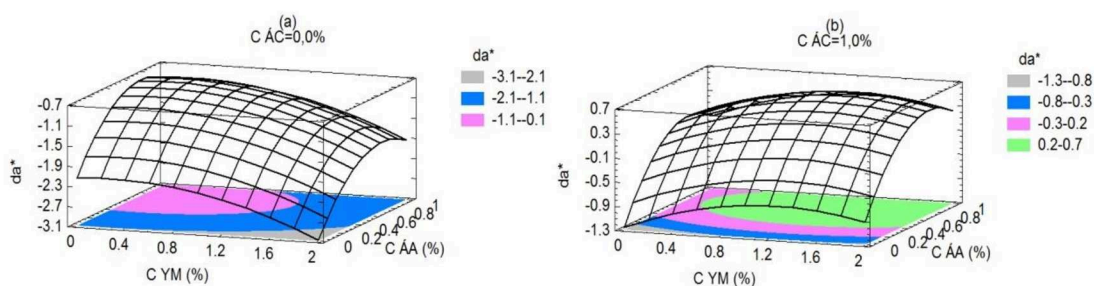 (a)
C ÁC=0,0%
da*
-3.1--2.1
-2.1--1.1
-1.1--0.1
-0.7
-1.1
-1.5
-1.9
-2.3
-2.7
-3.1
da*
0 0.4 0.8 1.2 1.6 2
C YM (%)
0 0.2 0.4 0.6 0.8 1
C ÁA (%)
(b)
C ÁC=1,0%
da*
-1.3--0.8
-0.8--0.3
-0.3-0.2
0.2-0.7
0.7
0.3
-0.1
-0.5
-0.9
-1.3
da*
0 0.4 0.8 1.2 1.6 2
C YM (%)
0 0.2 0.4 0.6 0.8 1
C ÁA (%)